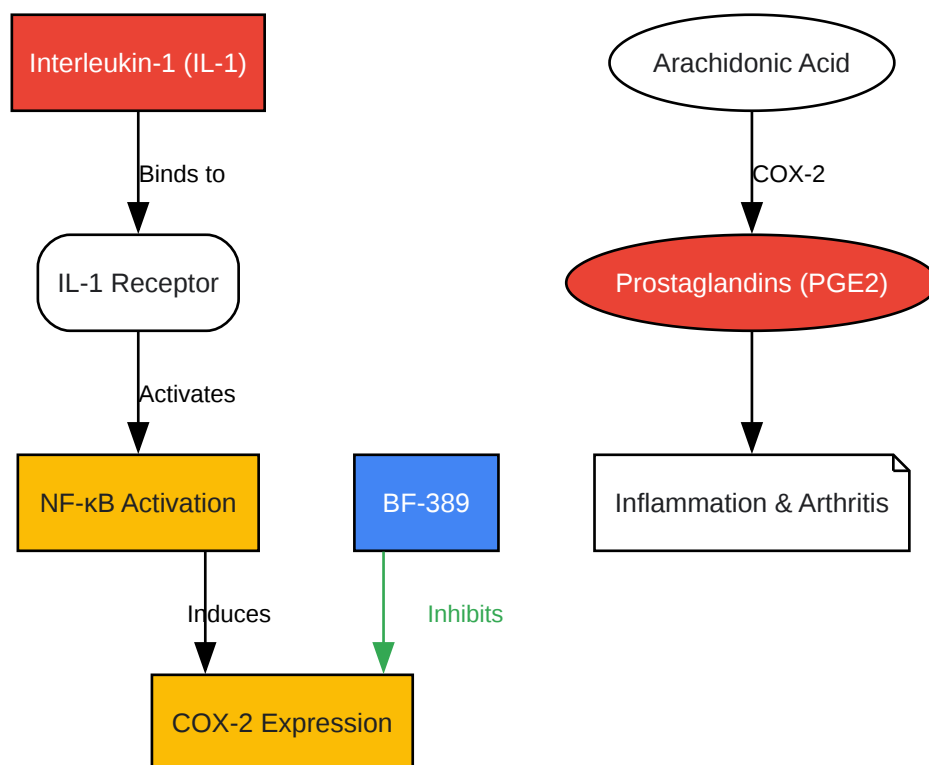 Interleukin-1 (IL-1)
Arachidonic Acid
Binds to
COX-2
IL-1 Receptor
Prostaglandins (PGE2)
Activates
NF-κB Activation
BF-389
Inflammation & Arthritis
Induces
Inhibits
COX-2 Expression